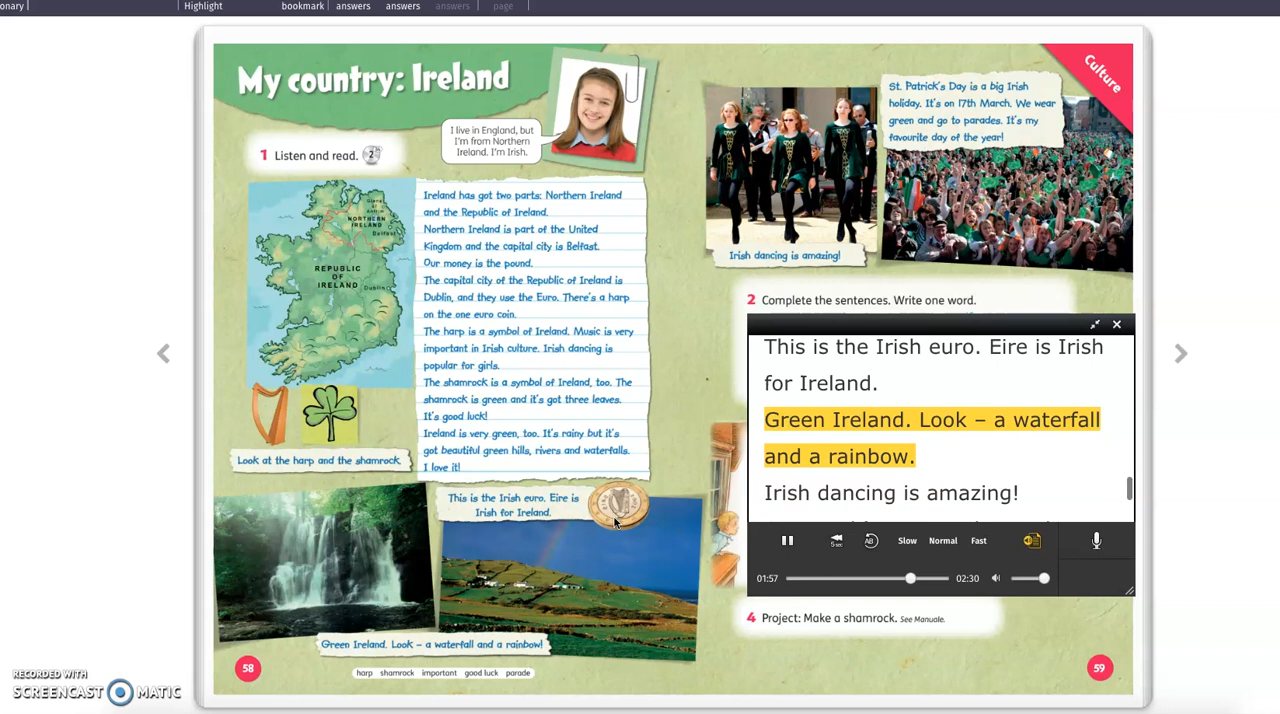 onary
Highlight
bookmark
answers
answers
answers
page
My country: Ireland
1 Listen and read. 2
I live in England, but
I'm from Northern
Ireland. I'm Irish.
Glens
of
Antrim
NORTHERN
IRELAND
Belfast
REPUBLIC
OF
IRELAND
Dublin
Ireland has got two parts: Northern Ireland
and the Republic of Ireland.
Northern Ireland is part of the United
Kingdom and the capital city is Belfast.
Our money is the pound.
The capital city of the Republic of Ireland is
Dublin, and they use the Euro. There's a harp
on the one euro coin.
The harp is a symbol of Ireland. Music is very
important in Irish culture. Irish dancing is
popular for girls.
The shamrock is a symbol of Ireland, too. The
shamrock is green and it's got three leaves.
It's good luck!
Ireland is very green, too. It's rainy but it's
got beautiful green hills, rivers and waterfalls.
I love it!
Look at the harp and the shamrock.
This is the Irish euro. Eire is
Irish for Ireland.
Green Ireland. Look – a waterfall and a rainbow!
58
harp shamrock important good luck parade
Culture
St. Patrick's Day is a big Irish
holiday. It's on 17th March. We wear
green and go to parades. It's my
favourite day of the year!
Irish dancing is amazing!
2 Complete the sentences. Write one word.
This is the Irish euro. Eire is Irish
for Ireland.
Green Ireland. Look – a waterfall
and a rainbow.
Irish dancing is amazing!
5 sec
AB
Slow
Normal
Fast
01:57
02:30
4 Project: Make a shamrock. See Manuale.
59
RECORDED WITH
SCREENCAST MATIC